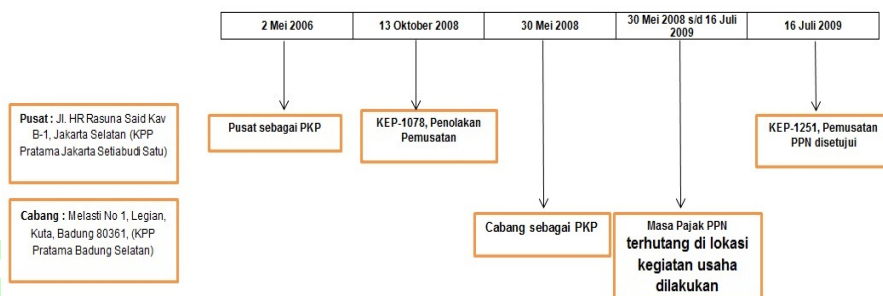 2 Mei 2006
13 Oktober 2008
30 Mei 2008
30 Mei 2008 s/d 16 Juli
2009
16 Juli 2009
Pusat : Jl. HR Rasuna Said Kav
B-1, Jakarta Selatan (KPP
Pratama Jakarta Setiabudi Satu)
Pusat sebagai PKP
KEP-1078, Penolakan
Pemusatan
KEP-1251, Pemusatan
PPN disetujui
Cabang : Melasti No 1, Legian,
Kuta, Badung 80361, (KPP
Pratama Badung Selatan)
Cabang sebagai PKP
Masa Pajak PPN
terhutang di lokasi
kegiatan usaha
dilakukan